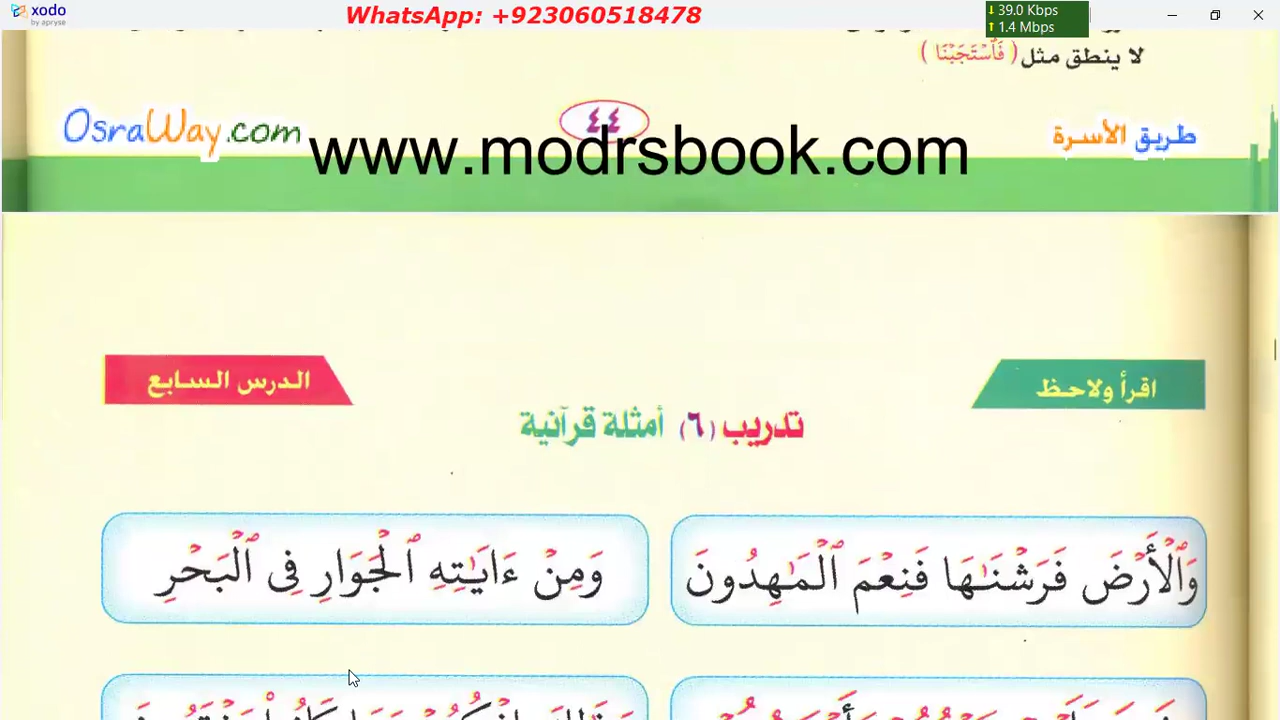 xodo
by apryse
WhatsApp: +923060518478
↓ 39.0 Kbps
↑ 1.4 Mbps
لا ينطق مثل ( فَٱسْتَجَبْنَا )
OsraWay.com
٤٤
طريق الأسرة
www.modrsbook.com
اقرأ ولاحظ
الدرس السابع
تدريب (٦) أمثلة قرآنية
وَٱلْأَرْضَ فَرَشْنَـٰهَا فَنِعْمَ ٱلْمَـٰهِدُونَ
وَمِنْ ءَايَـٰتِهِ ٱلْجَوَارِ فِى ٱلْبَحْرِ